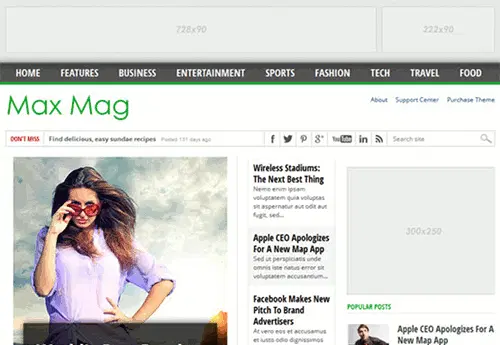 728x90
222x90
HOME FEATURES BUSINESS ENTERTAINMENT SPORTS FASHION TECH TRAVEL FOOD
Max Mag
About Support Center Purchase Theme
DON'T MISS Find delicious, easy sundae recipes Posted 131 days ago
You Tube
Search site
Wireless Stadiums:
The Next Best Thing
Nemo enim ipsam
voluptatem quia voluptas
sit aspernatur aut odit aut
fugit, sed...
Apple CEO Apologizes
For A New Map App
Sed ut perspiciatis unde
omnis iste natus error sit
voluptatem accusantium...
Facebook Makes New
Pitch To Brand
Advertisers
At vero eos et accusamus
et iusto odio dignissimos
300x250
POPULAR POSTS
Apple CEO Apologizes
For A New Map App